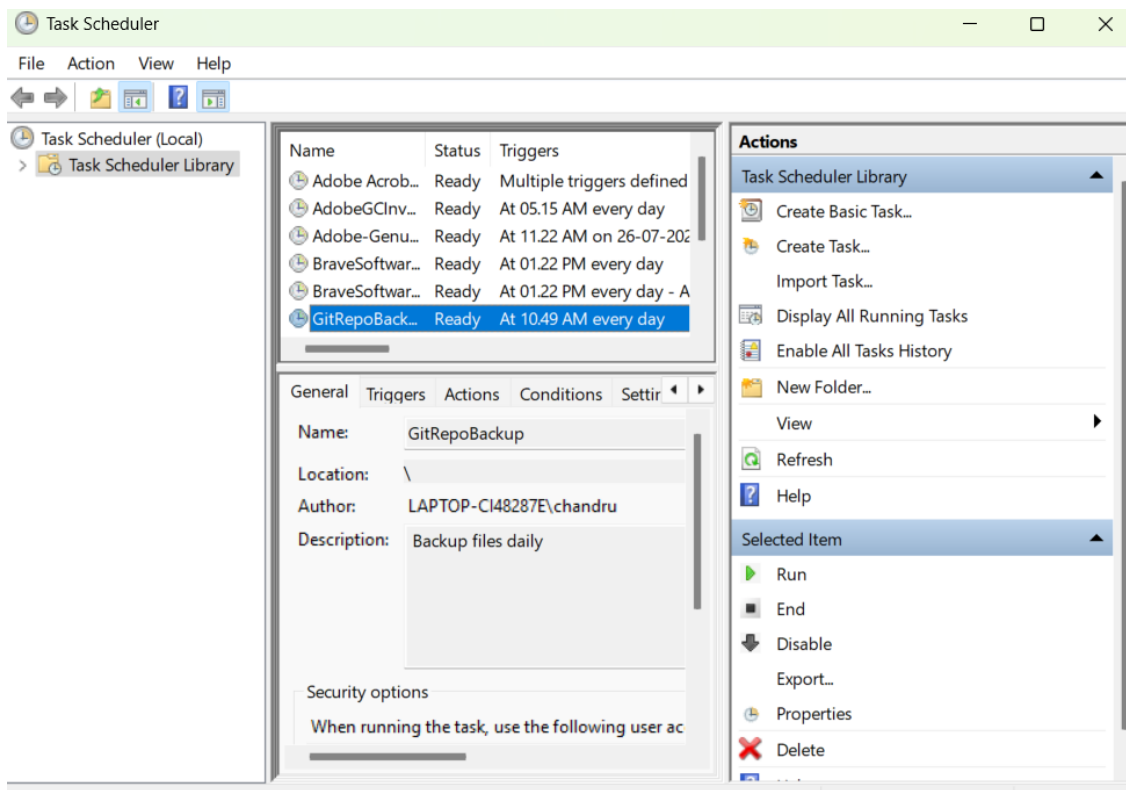 Task Scheduler
File Action View Help
Task Scheduler (Local)
Task Scheduler Library
Name Status Triggers
Adobe Acrob... Ready Multiple triggers defined
AdobeGCInv... Ready At 05.15 AM every day
Adobe-Genu... Ready At 11.22 AM on 26-07-202
BraveSoftwar... Ready At 01.22 PM every day
BraveSoftwar... Ready At 01.22 PM every day - A
GitRepoBack... Ready At 10.49 AM every day
General Triggers Actions Conditions Settin
Name: GitRepoBackup
Location: \
Author: LAPTOP-CI48287E\chandru
Description: Backup files daily
Security options
When running the task, use the following user ac
Actions
Task Scheduler Library
Create Basic Task...
Create Task...
Import Task...
Display All Running Tasks
Enable All Tasks History
New Folder...
View
Refresh
Help
Selected Item
Run
End
Disable
Export...
Properties
Delete